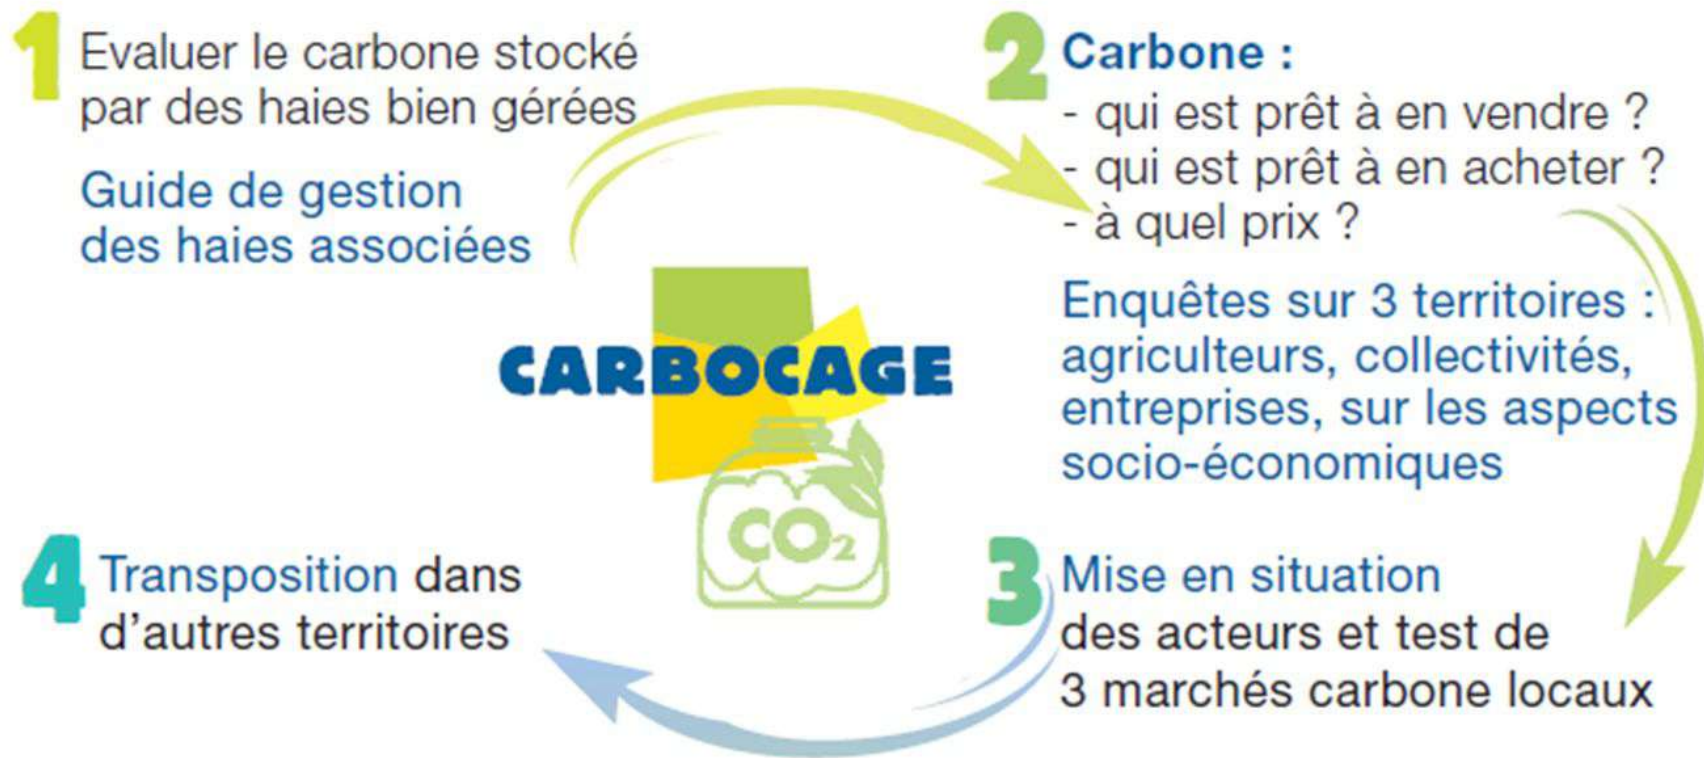 1 Evaluer le carbone stocké
par des haies bien gérées
Guide de gestion
des haies associées
2 Carbone :
- qui est prêt à en vendre ?
- qui est prêt à en acheter ?
- à quel prix ?
Enquêtes sur 3 territoires :
agriculteurs, collectivités,
entreprises, sur les aspects
socio-économiques
CARBOCAGE
CO2
3 Mise en situation
des acteurs et test de
3 marchés carbone locaux
4 Transposition dans
d'autres territoires